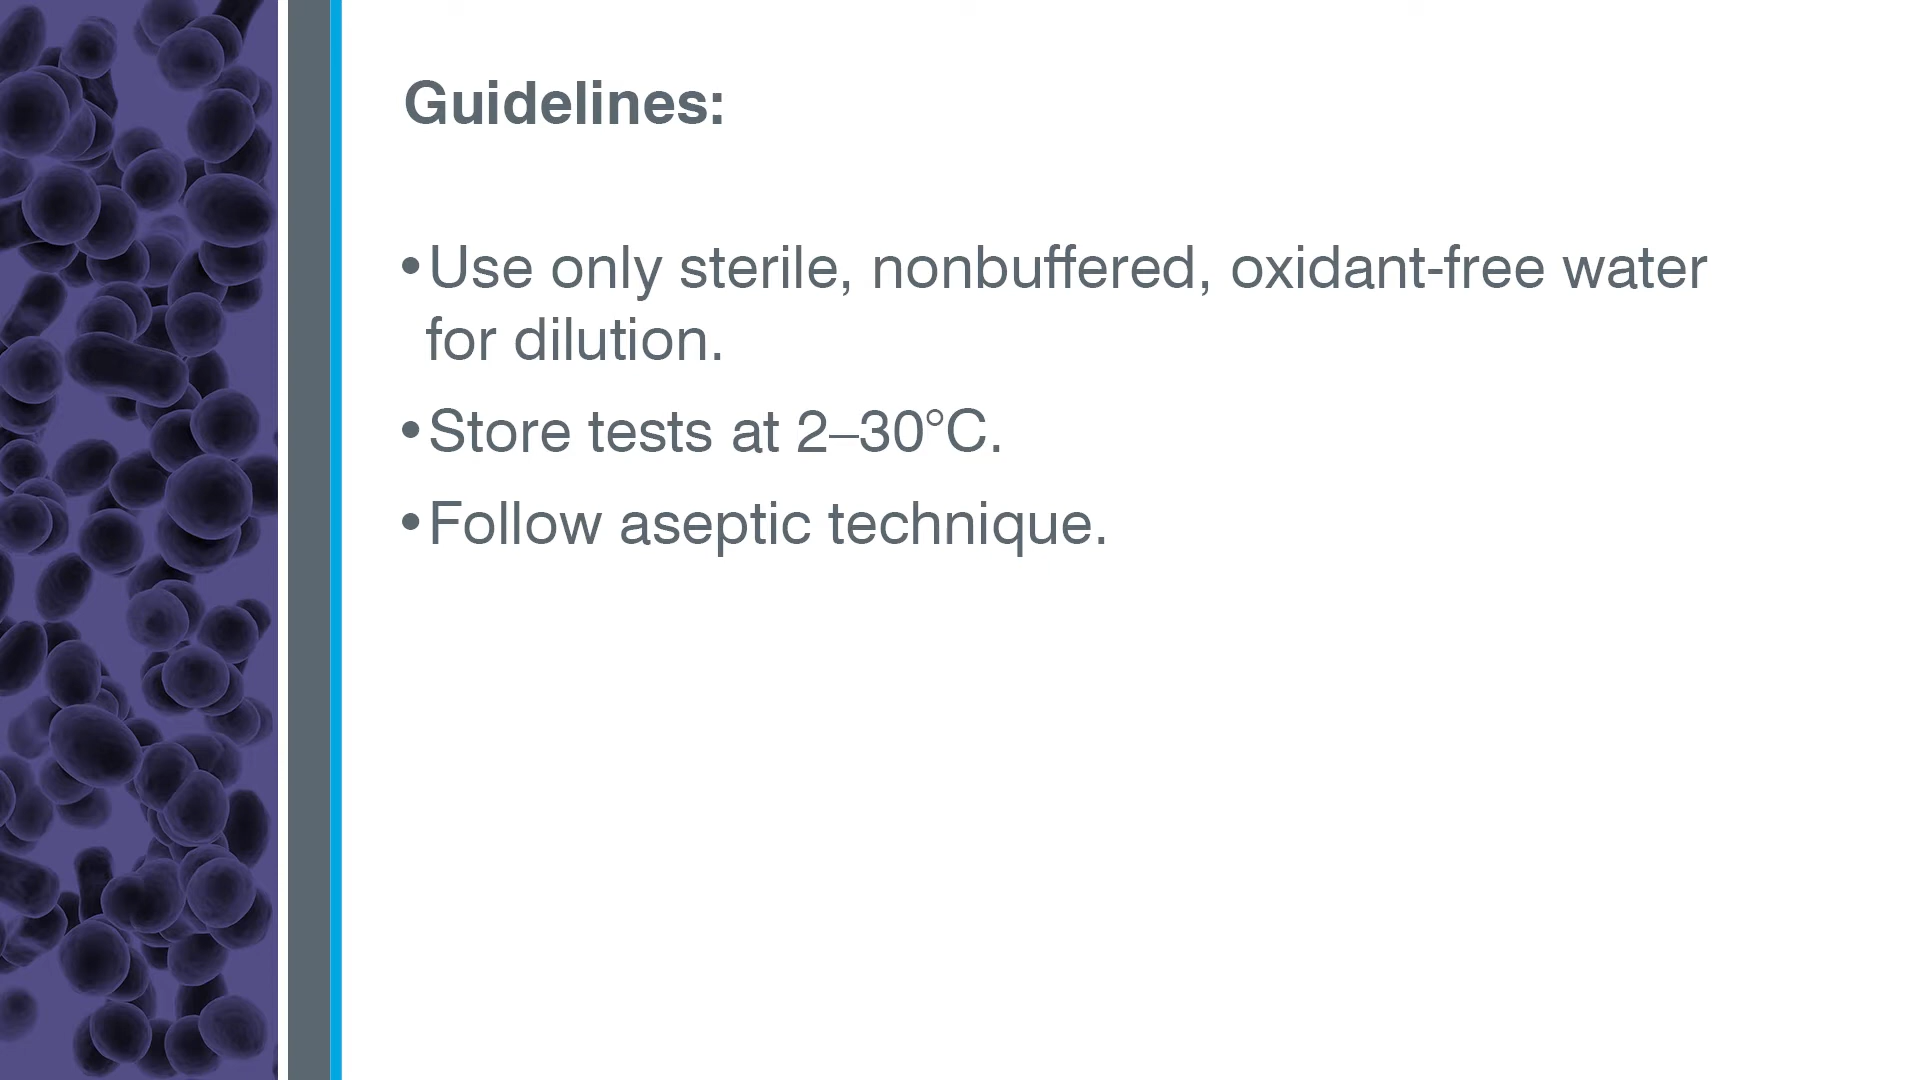 Guidelines:
•Use only sterile, nonbuffered, oxidant-free water
for dilution.
•Store tests at 2–30°C.
•Follow aseptic technique.